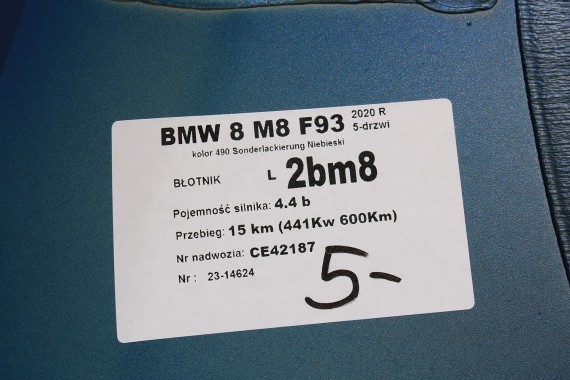 BMW 8 M8 F93 2020 R
5-drzwi
kolor 490 Sonderlackierung Niebieski
BŁOTNIK L 2bm8
Pojemność silnika: 4.4 b
Przebieg: 15 km (441Kw 600Km)
Nr nadwozia: CE42187
Nr : 23-14624
5-